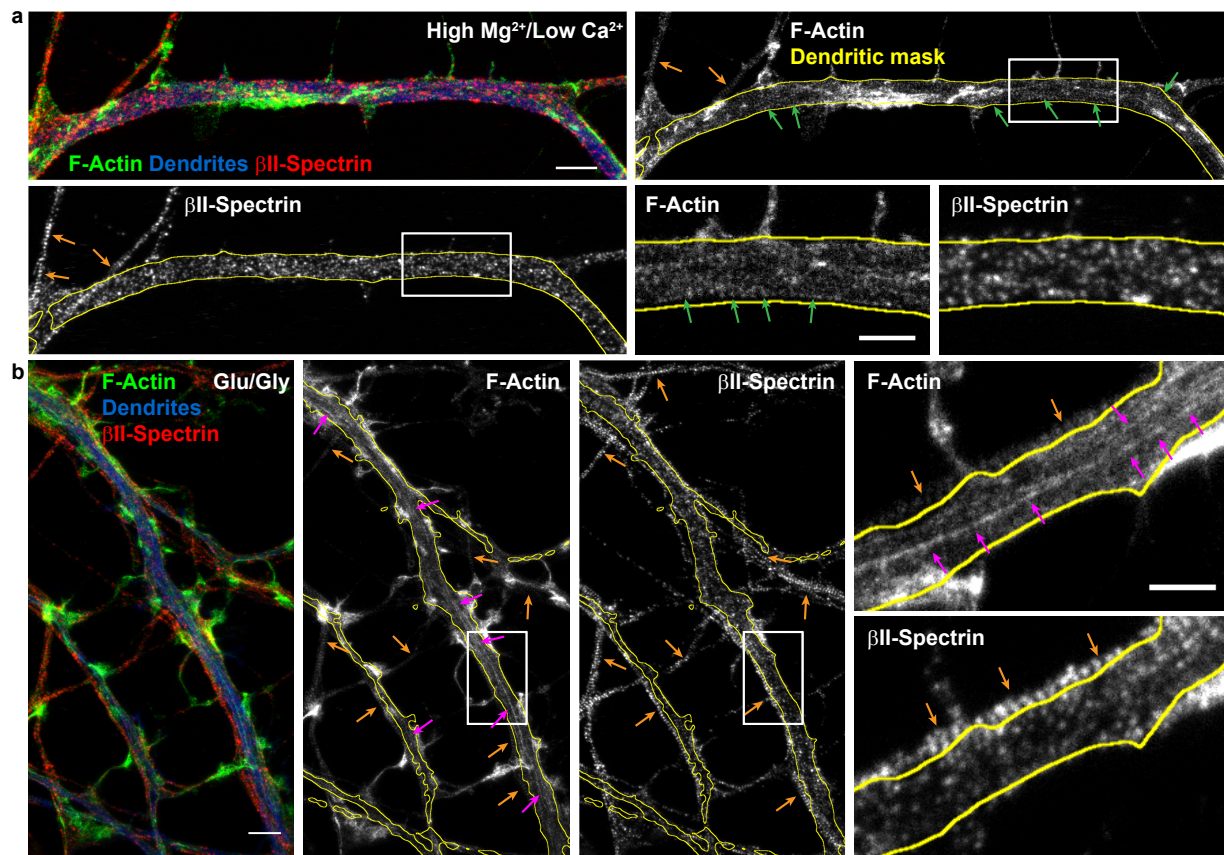 a
High Mg²⁺/Low Ca²⁺
F-Actin Dendrites βII-Spectrin
F-Actin
Dendritic mask
βII-Spectrin
F-Actin
βII-Spectrin
b
F-Actin
Dendrites
βII-Spectrin
Glu/Gly
F-Actin
βII-Spectrin
F-Actin
βII-Spectrin